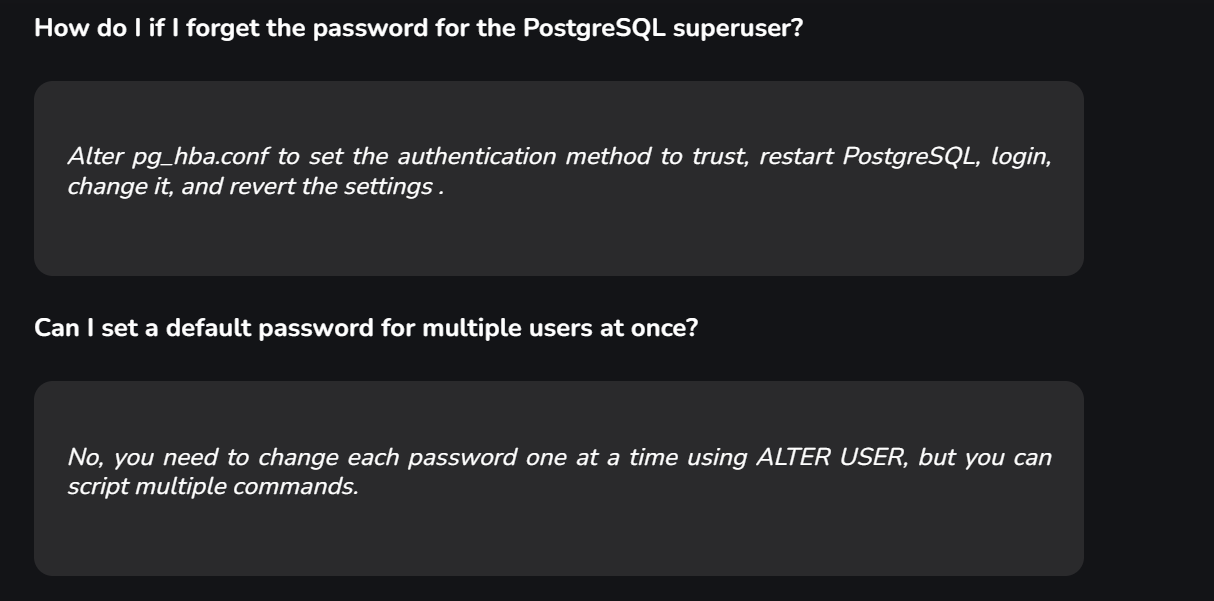 How do I if I forget the password for the PostgreSQL superuser?
Alter pg_hba.conf to set the authentication method to trust, restart PostgreSQL, login,
change it, and revert the settings .
Can I set a default password for multiple users at once?
No, you need to change each password one at a time using ALTER USER, but you can
script multiple commands.